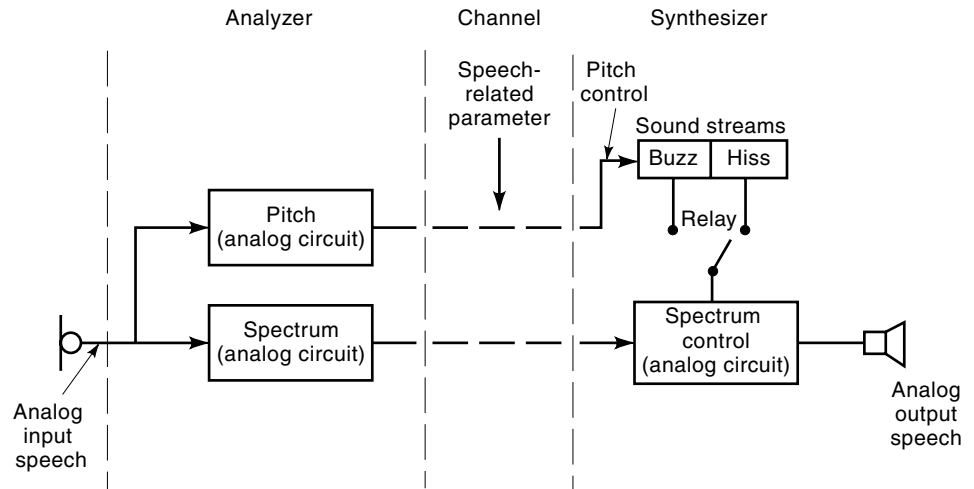 Analyzer
Channel
Synthesizer
Speech-
related
parameter
Pitch
control
Sound streams
Buzz
Hiss
Relay
Pitch
(analog circuit)
Spectrum
(analog circuit)
Spectrum
control
(analog circuit)
Analog
input
speech
Analog
output
speech